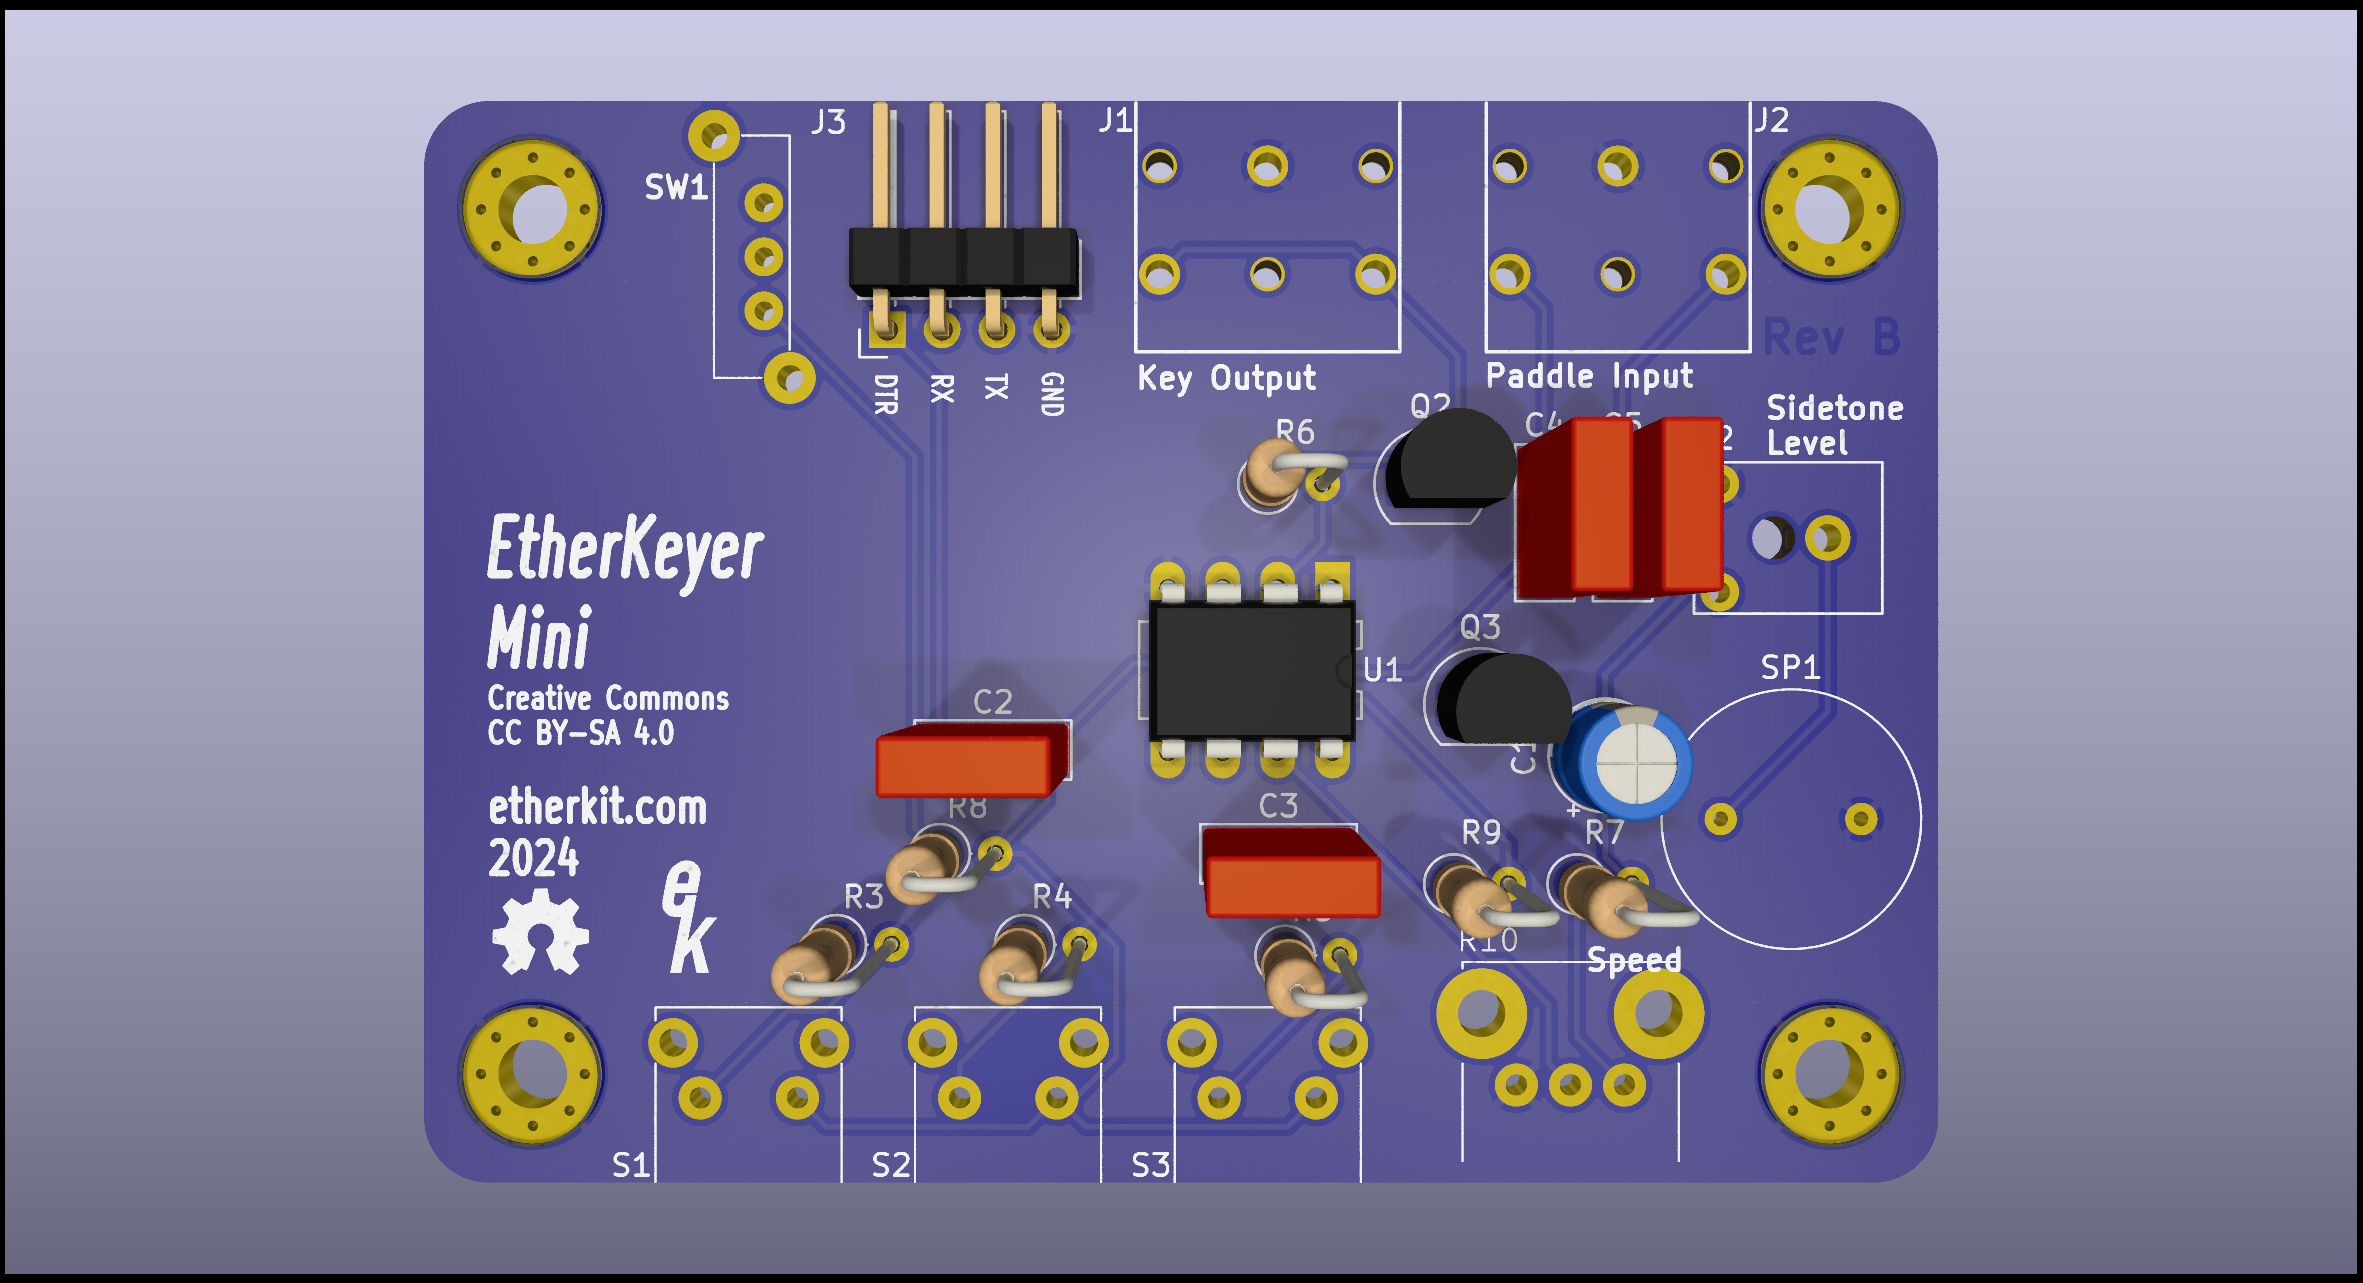 J3
J1
J2
SW1
Rev B
DTR
RX
TX
GND
Key Output
Paddle Input
Q2
C4
Sidetone
Level
R6
EtherKeyer
Mini
Q3
U1
SP1
Creative Commons
CC BY-SA 4.0
C2
etherkit.com
2024
R8
C3
+
R9
R7
R3
R4
ek
R10
Speed
S1
S2
S3